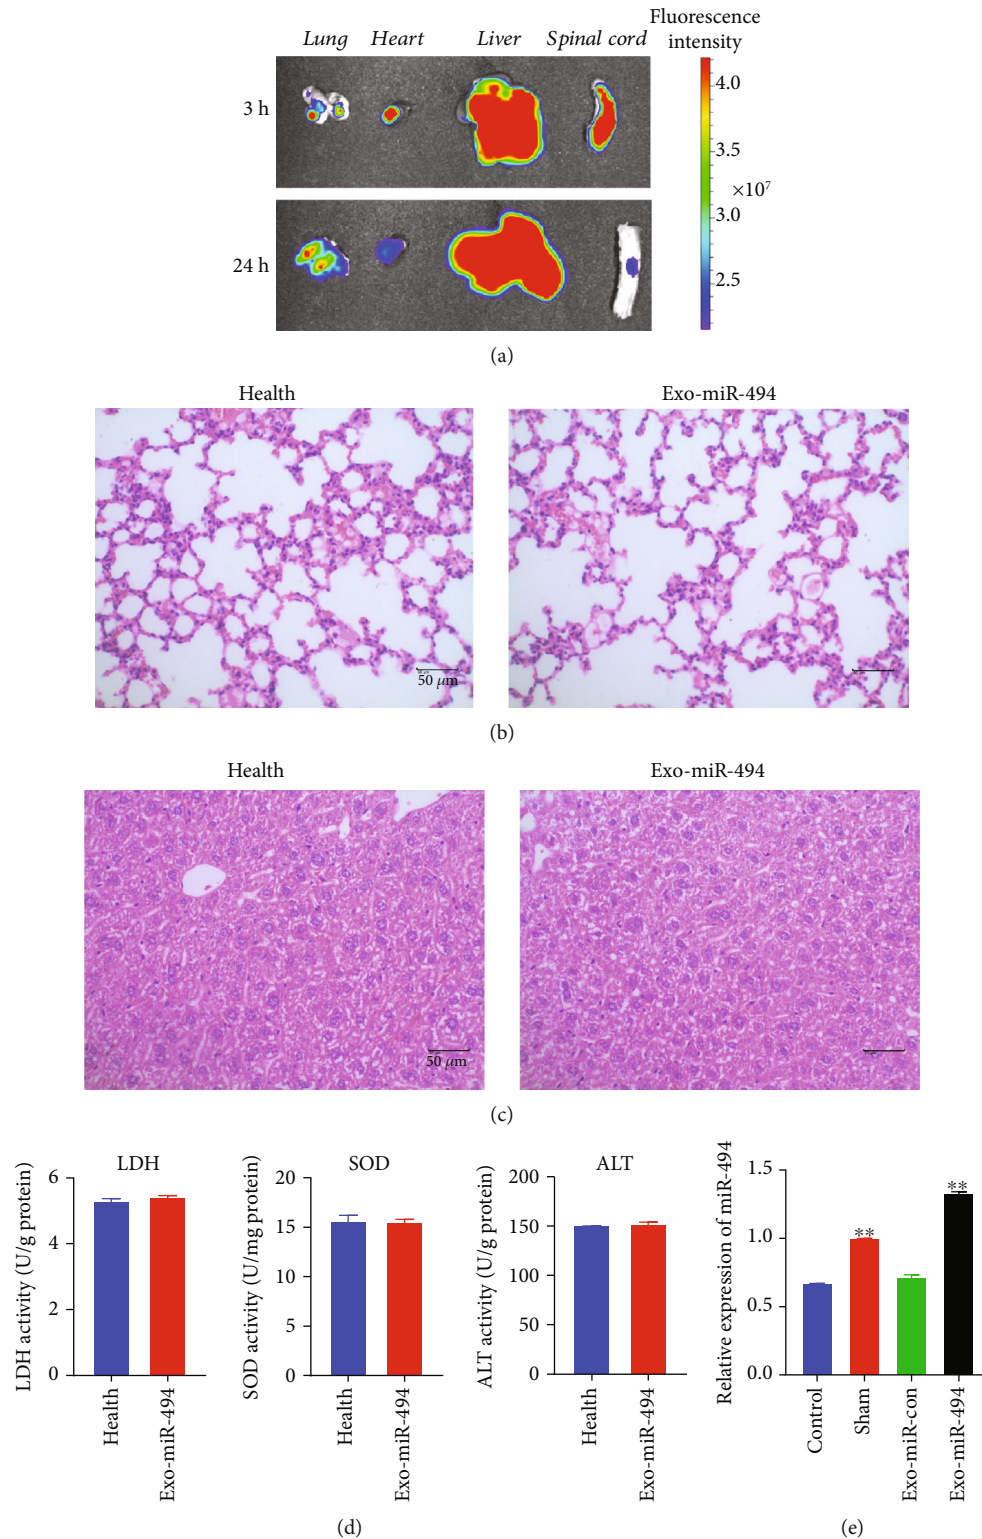 Fluorescence
intensity
Lung Heart Liver Spinal cord
3 h
24 h
4.0
3.5
×10⁷
3.0
2.5
(a)
Health Exo-miR-494
50 μm
(b)
Health Exo-miR-494
50 μm
(c)
LDH
LDH activity (U/g protein)
6
4
2
0
Health
Exo-miR-494
SOD
SOD activity (U/mg protein)
20
15
10
5
0
Health
Exo-miR-494
ALT
ALT activity (U/g protein)
200
150
100
50
0
Health
Exo-miR-494
(d)
Relative expression of miR-494
1.5
1.0
0.5
0.0
**
**
Control
Sham
Exo-miR-con
Exo-miR-494
(e)